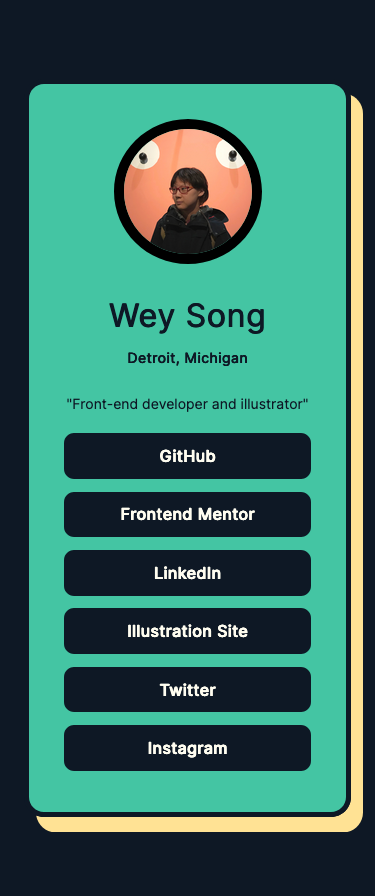 Wey Song
Detroit, Michigan
"Front-end developer and illustrator"
GitHub
Frontend Mentor
LinkedIn
Illustration Site
Twitter
Instagram